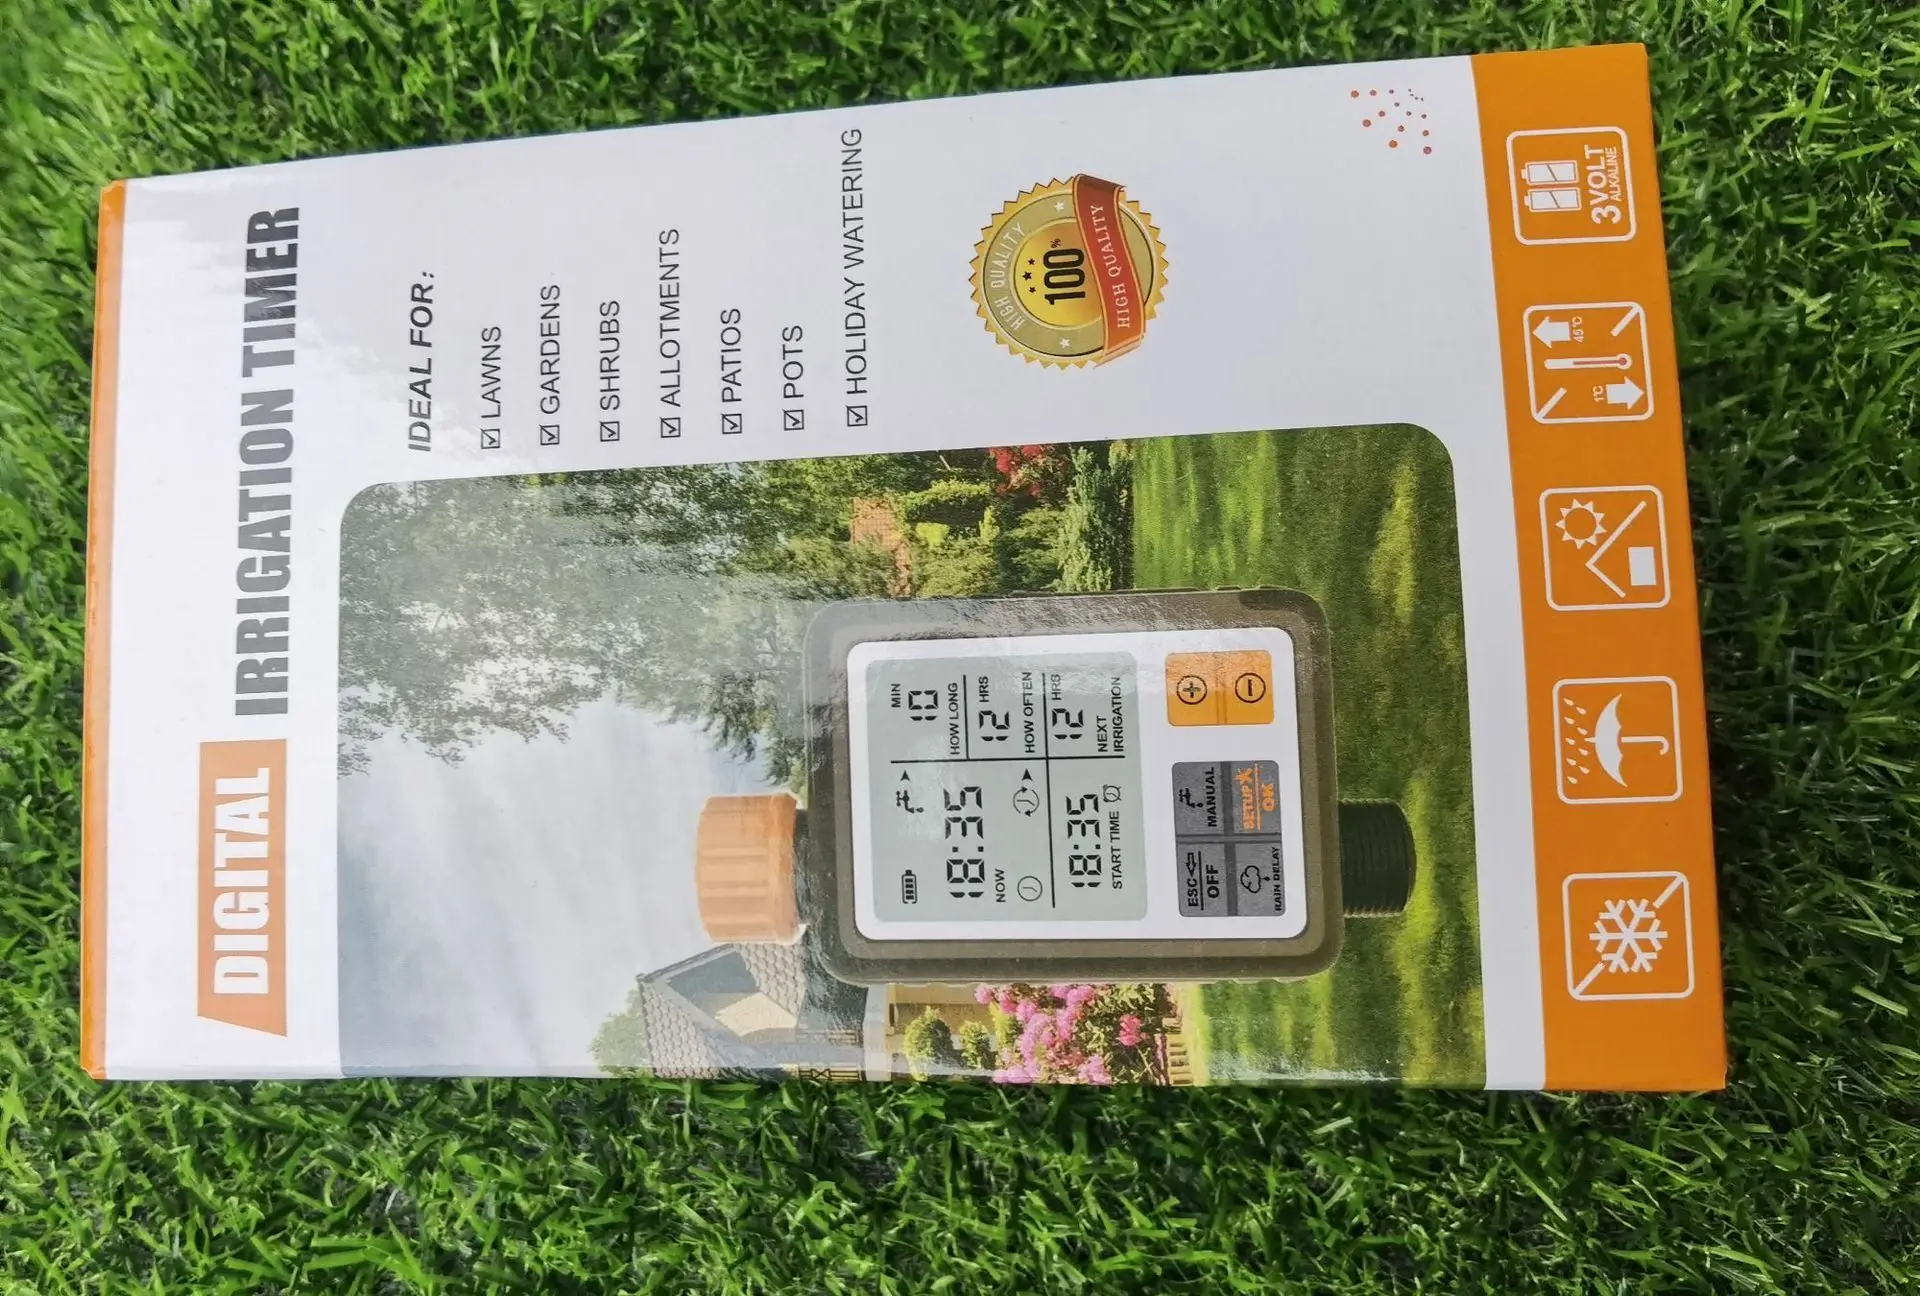 DIGITAL IRRIGATION TIMER
IDEAL FOR:
☑ LAWNS
☑ GARDENS
☑ SHRUBS
☑ ALLOTMENTS
☑ PATIOS
☑ POTS
☑ HOLIDAY WATERING
HIGH QUALITY
100%
HIGH QUALITY
MIN
18:35 10
NOW HOW LONG
12 HRS
HOW OFTEN
18:35 12 HRS
START TIME NEXT
IRRIGATION
ESC MANUAL
OFF
RAIN DELAY SETUP
OK
+
−
1°C 45°C
3 VOLT
ALKALINE